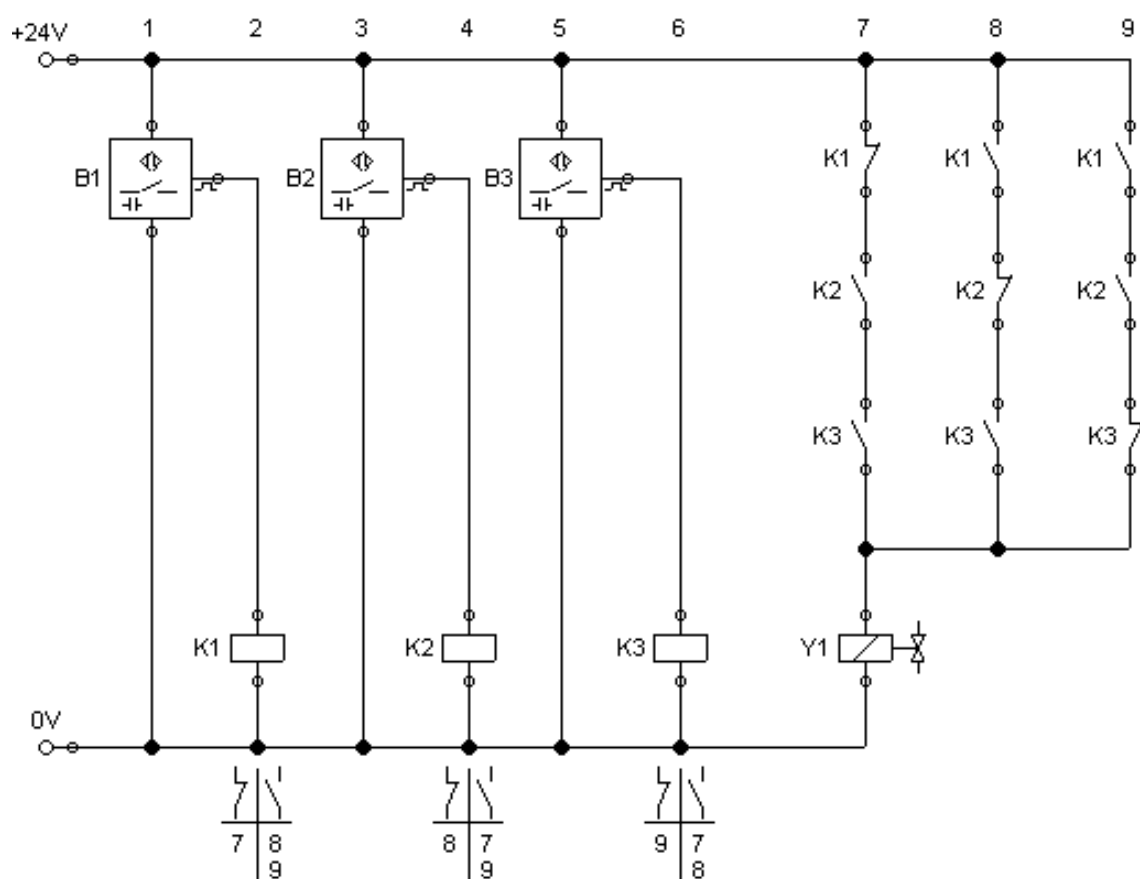 1 2 3 4 5 6 7 8 9
+24V
B1 B2 B3 K1 K1 K1
K2 K2 K2
K3 K3 K3
K1 K2 K3 Y1
0V
7 8 8 7 9 7
9 9 8